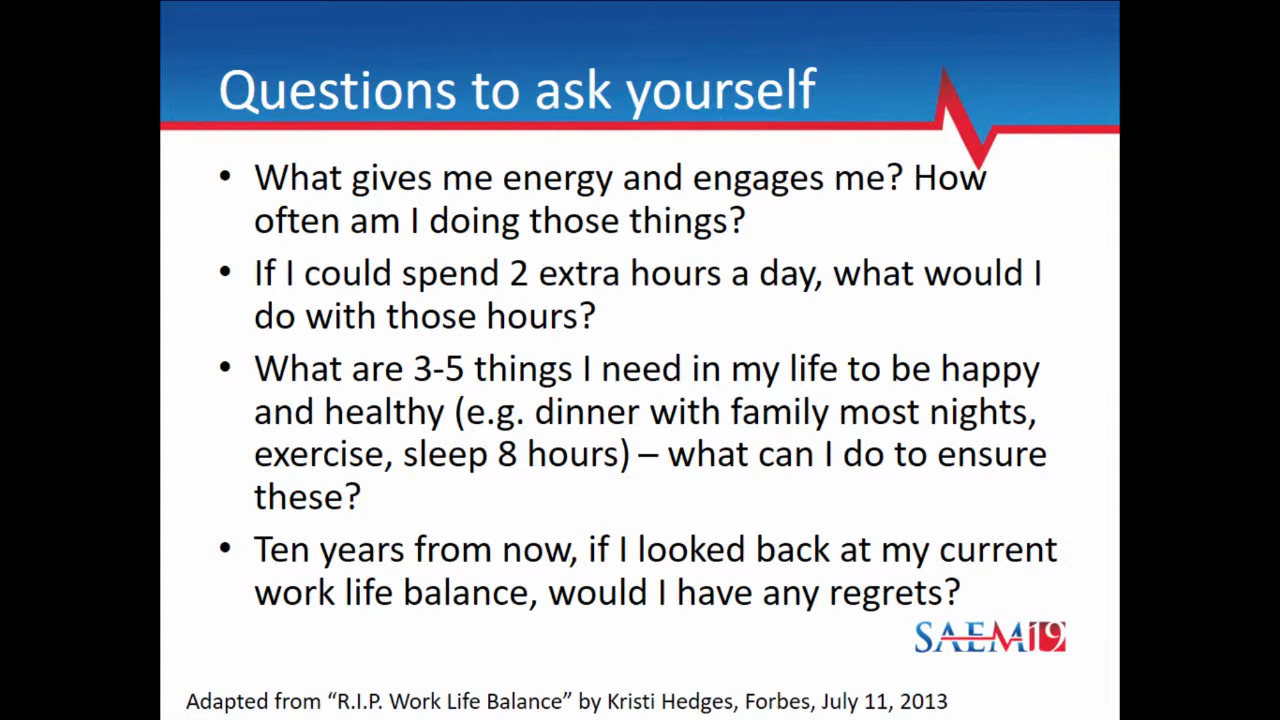 Questions to ask yourself
• What gives me energy and engages me? How
often am I doing those things?
• If I could spend 2 extra hours a day, what would I
do with those hours?
• What are 3-5 things I need in my life to be happy
and healthy (e.g. dinner with family most nights,
exercise, sleep 8 hours) – what can I do to ensure
these?
• Ten years from now, if I looked back at my current
work life balance, would I have any regrets?
SAEM19
Adapted from “R.I.P. Work Life Balance” by Kristi Hedges, Forbes, July 11, 2013